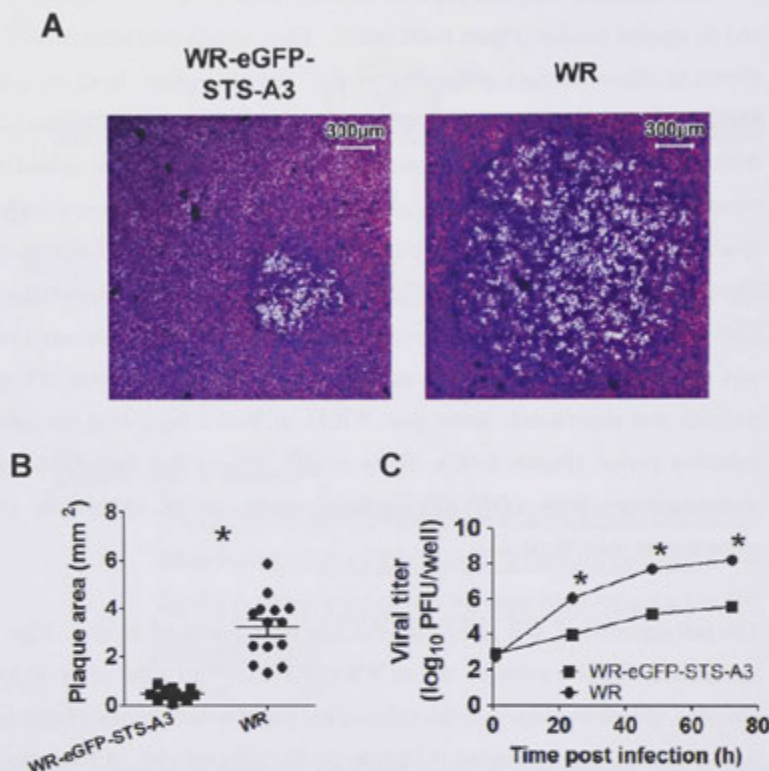 A
WR-eGFP-
STS-A3
WR
300µm
300µm
B
Plaque area (mm²)
8
6
4
2
0
*
WR-eGFP-STS-A3
WR
C
Viral titer
(log₁₀ PFU/well)
10
8
6
4
2
0
*
*
*
WR-eGFP-STS-A3
WR
0
20
40
60
80
Time post infection (h)